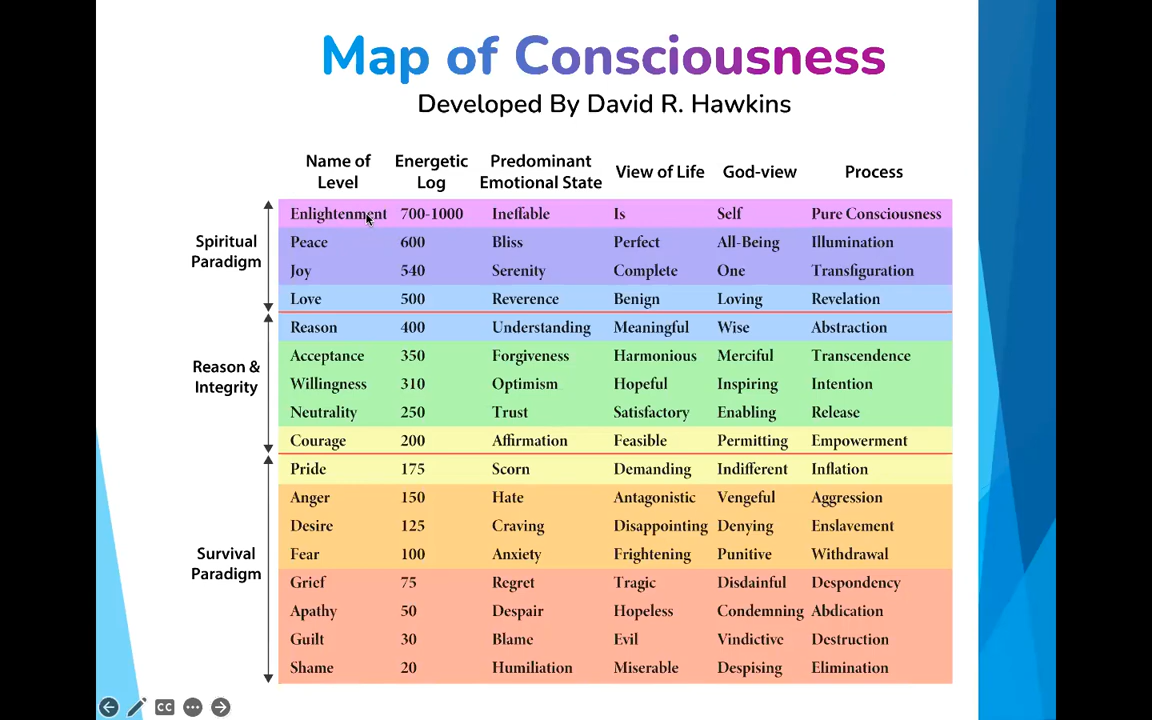 Map of Consciousness
Developed By David R. Hawkins
Name of Level Energetic Log Predominant Emotional State View of Life God-view Process
Spiritual Paradigm
Enlightenment 700-1000 Ineffable Is Self Pure Consciousness
Peace 600 Bliss Perfect All-Being Illumination
Joy 540 Serenity Complete One Transfiguration
Love 500 Reverence Benign Loving Revelation
Reason & Integrity
Reason 400 Understanding Meaningful Wise Abstraction
Acceptance 350 Forgiveness Harmonious Merciful Transcendence
Willingness 310 Optimism Hopeful Inspiring Intention
Neutrality 250 Trust Satisfactory Enabling Release
Courage 200 Affirmation Feasible Permitting Empowerment
Survival Paradigm
Pride 175 Scorn Demanding Indifferent Inflation
Anger 150 Hate Antagonistic Vengeful Aggression
Desire 125 Craving Disappointing Denying Enslavement
Fear 100 Anxiety Frightening Punitive Withdrawal
Grief 75 Regret Tragic Disdainful Despondency
Apathy 50 Despair Hopeless Condemning Abdication
Guilt 30 Blame Evil Vindictive Destruction
Shame 20 Humiliation Miserable Despising Elimination
CC